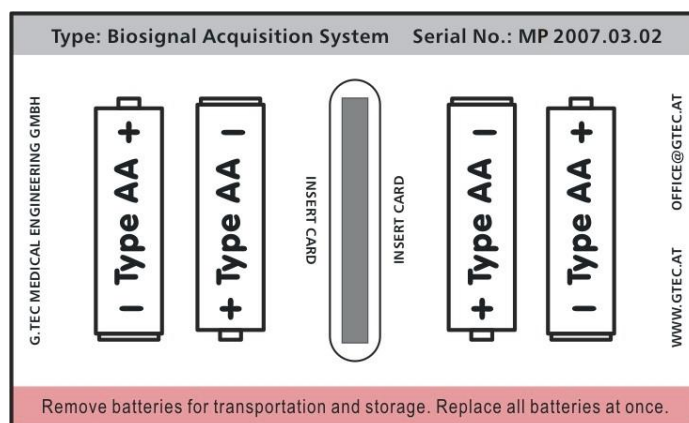 Type: Biosignal Acquisition System Serial No.: MP 2007.03.02
G.TEC MEDICAL ENGINEERING GMBH
– Type AA +
+ Type AA –
INSERT CARD
INSERT CARD
+ Type AA –
– Type AA +
WWW.GTEC.AT OFFICE@GTEC.AT
Remove batteries for transportation and storage. Replace all batteries at once.